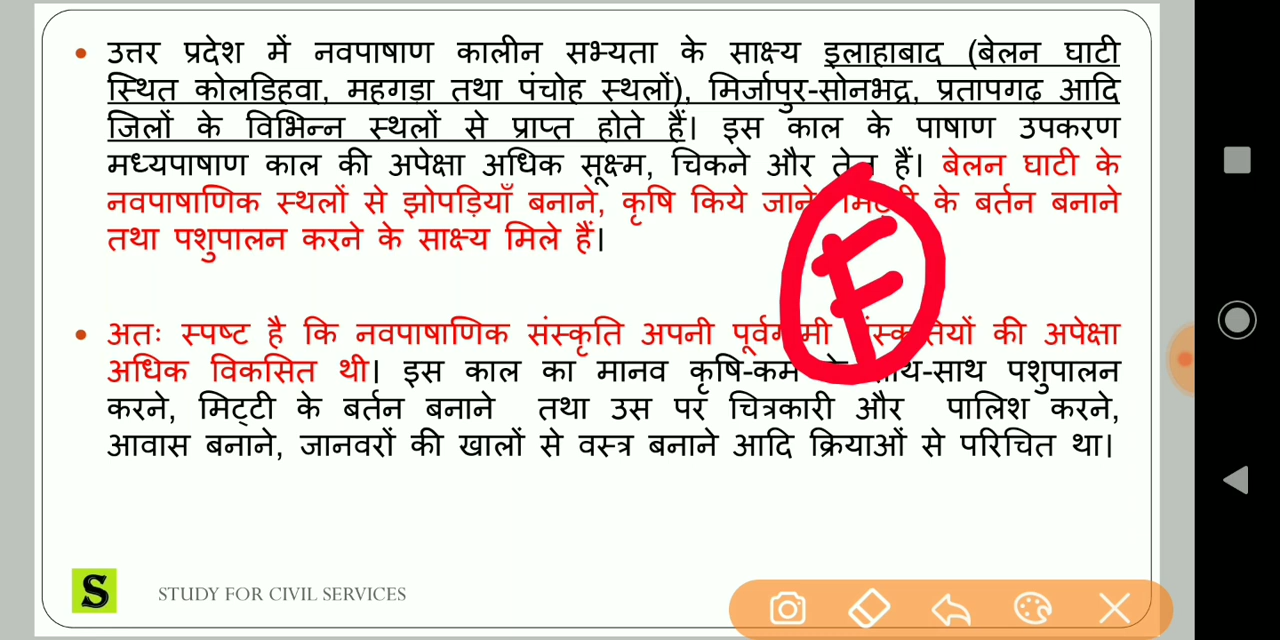 उत्तर प्रदेश में नवपाषाण कालीन सभ्यता के साक्ष्य इलाहाबाद (बेलन घाटी
स्थित कोलडिहवा, महगड़ा तथा पंचोह स्थलों), मिर्जापुर-सोनभद्र, प्रतापगढ़ आदि
जिलों के विभिन्न स्थलों से प्राप्त होते हैं। इस काल के पाषाण उपकरण
मध्यपाषाण काल की अपेक्षा अधिक सूक्ष्म, चिकने और हैं। बेलन घाटी के
नवपाषाणिक स्थलों से झोपड़ियाँ बनाने, कृषि किये जाने के बर्तन बनाने
तथा पशुपालन करने के साक्ष्य मिले हैं।
अतः स्पष्ट है कि नवपाषाणिक संस्कृति अपनी की अपेक्षा
अधिक विकसित थी। इस काल का मानव कृषि-कर्म पशुपालन
करने, मिट्टी के बर्तन बनाने तथा उस पर चित्रकारी और पालिश करने,
आवास बनाने, जानवरों की खालों से वस्त्र बनाने आदि क्रियाओं से परिचित था।
F
S STUDY FOR CIVIL SERVICES